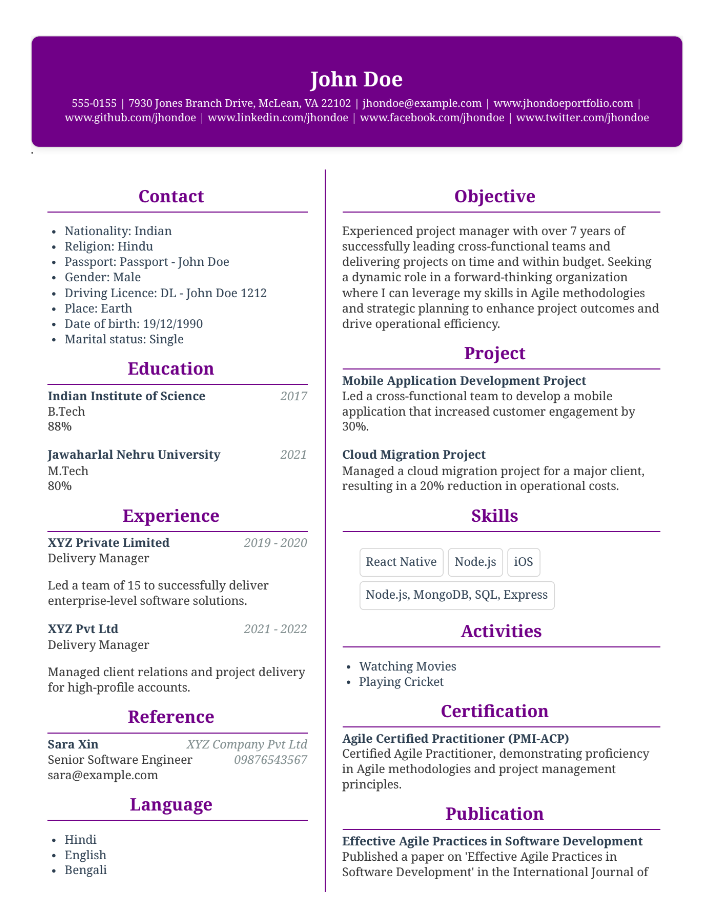 John Doe
555-0155 | 7930 Jones Branch Drive, McLean, VA 22102 | jhondoe@example.com | www.jhondoeportfolio.com |
www.github.com/jhondoe | www.linkedin.com/jhondoe | www.facebook.com/jhondoe | www.twitter.com/jhondoe
Contact
• Nationality: Indian
• Religion: Hindu
• Passport: Passport - John Doe
• Gender: Male
• Driving Licence: DL - John Doe 1212
• Place: Earth
• Date of birth: 19/12/1990
• Marital status: Single
Education
Indian Institute of Science 2017
B.Tech
88%
Jawaharlal Nehru University 2021
M.Tech
80%
Experience
XYZ Private Limited 2019 - 2020
Delivery Manager
Led a team of 15 to successfully deliver
enterprise-level software solutions.
XYZ Pvt Ltd 2021 - 2022
Delivery Manager
Managed client relations and project delivery
for high-profile accounts.
Reference
Sara Xin XYZ Company Pvt Ltd
Senior Software Engineer 09876543567
sara@example.com
Language
• Hindi
• English
• Bengali
Objective
Experienced project manager with over 7 years of
successfully leading cross-functional teams and
delivering projects on time and within budget. Seeking
a dynamic role in a forward-thinking organization
where I can leverage my skills in Agile methodologies
and strategic planning to enhance project outcomes and
drive operational efficiency.
Project
Mobile Application Development Project
Led a cross-functional team to develop a mobile
application that increased customer engagement by
30%.
Cloud Migration Project
Managed a cloud migration project for a major client,
resulting in a 20% reduction in operational costs.
Skills
React Native Node.js iOS
Node.js, MongoDB, SQL, Express
Activities
• Watching Movies
• Playing Cricket
Certification
Agile Certified Practitioner (PMI-ACP)
Certified Agile Practitioner, demonstrating proficiency
in Agile methodologies and project management
principles.
Publication
Effective Agile Practices in Software Development
Published a paper on 'Effective Agile Practices in
Software Development' in the International Journal of